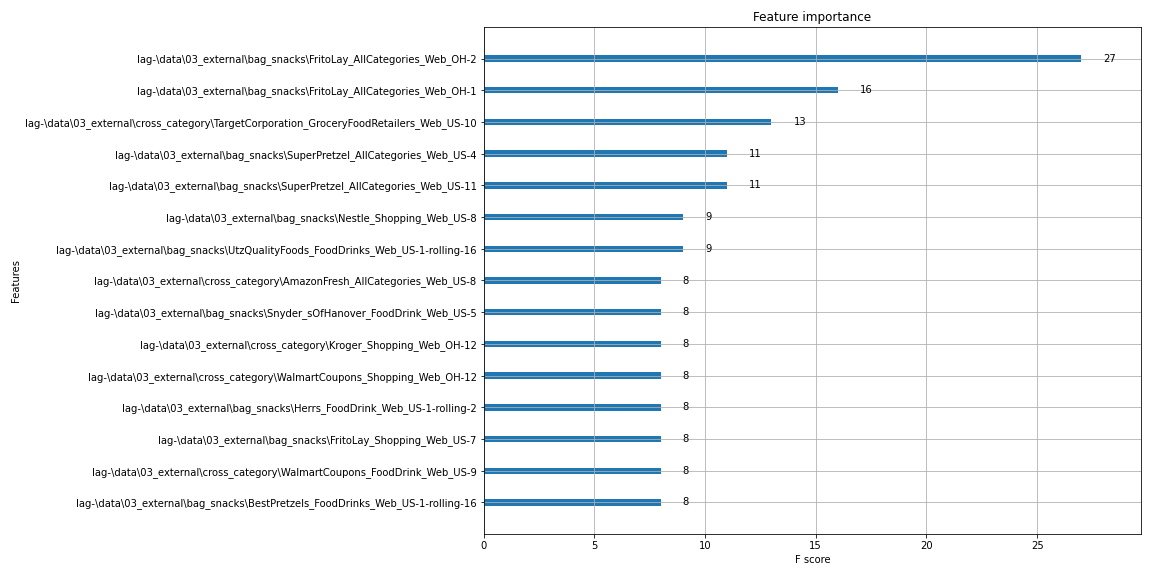 Feature importance
lag-\data\03_external\bag_snacks\FritoLay_AllCategories_Web_OH-2 27
lag-\data\03_external\bag_snacks\FritoLay_AllCategories_Web_OH-1 16
lag-\data\03_external\cross_category\TargetCorporation_GroceryFoodRetailers_Web_US-10 13
lag-\data\03_external\bag_snacks\SuperPretzel_AllCategories_Web_US-4 11
lag-\data\03_external\bag_snacks\SuperPretzel_AllCategories_Web_US-11 11
lag-\data\03_external\bag_snacks\Nestle_Shopping_Web_US-8 9
lag-\data\03_external\bag_snacks\UtzQualityFoods_FoodDrinks_Web_US-1-rolling-16 9
lag-\data\03_external\cross_category\AmazonFresh_AllCategories_Web_US-8 8
lag-\data\03_external\bag_snacks\Snyder_sOfHanover_FoodDrink_Web_US-5 8
lag-\data\03_external\cross_category\Kroger_Shopping_Web_OH-12 8
lag-\data\03_external\cross_category\WalmartCoupons_Shopping_Web_OH-12 8
lag-\data\03_external\bag_snacks\Herrs_FoodDrink_Web_US-1-rolling-2 8
lag-\data\03_external\bag_snacks\FritoLay_Shopping_Web_US-7 8
lag-\data\03_external\cross_category\WalmartCoupons_FoodDrink_Web_US-9 8
lag-\data\03_external\bag_snacks\BestPretzels_FoodDrinks_Web_US-1-rolling-16 8
Features
0 5 10 15 20 25
F score